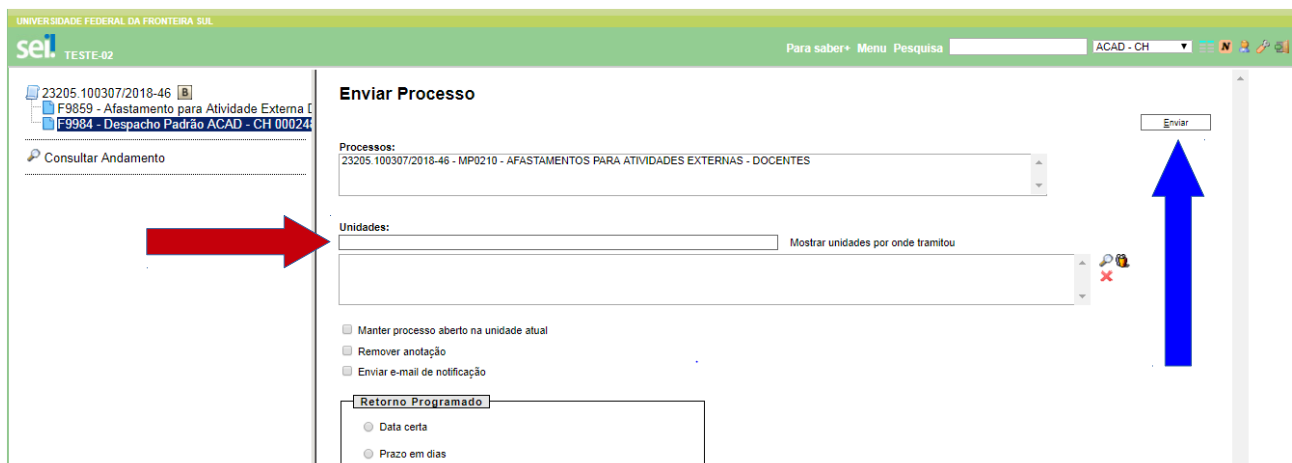 UNIVERSIDADE FEDERAL DA FRONTEIRA SUL
sei! TESTE-02
Para saber+ Menu Pesquisa ACAD - CH
N
23205.100307/2018-46 B
F9859 - Afastamento para Atividade Externa
F9984 - Despacho Padrão ACAD - CH
Consultar Andamento
Enviar Processo
Enviar
Processos:
23205.100307/2018-46 - MP0210 - AFASTAMENTOS PARA ATIVIDADES EXTERNAS - DOCENTES
Unidades:
Mostrar unidades por onde tramitou
Manter processo aberto na unidade atual
Remover anotação
Enviar e-mail de notificação
Retorno Programado
Data certa
Prazo em dias